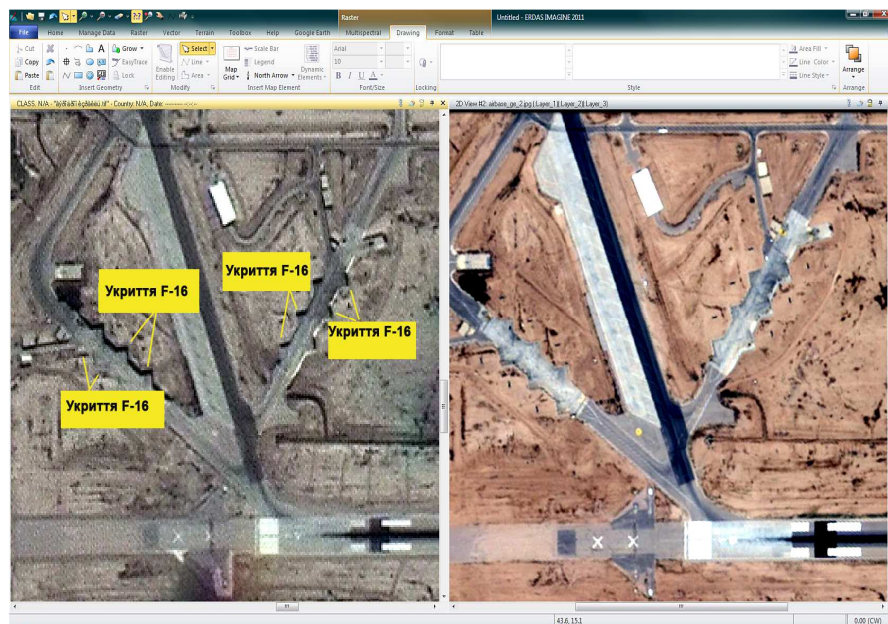 Raster
Untitled - ERDAS IMAGINE 2011
File Home Manage Data Raster Vector Terrain Toolbox Help Google Earth Multispectral Drawing Format Table
Cut
Copy
Paste
Edit
Grow
EasyTrace
Lock
Insert Geometry
Enable Editing
Select
Line
Area
Modify
Scale Bar
Legend
Map Grid
North Arrow
Dynamic Elements
Insert Map Element
Arial
10
B I U A
Font/Size
Locking
Style
Area Fill
Line Color
Line Style
Arrange
Arrange
CLASS. N/A
County: N/A, Date:
2D View #2: airbase_ge_2.jpg (:Layer_1)(:Layer_2)(:Layer_3)
Укриття F-16
Укриття F-16
Укриття F-16
Укриття F-16
43.6, 15.1
0.00 (CW)